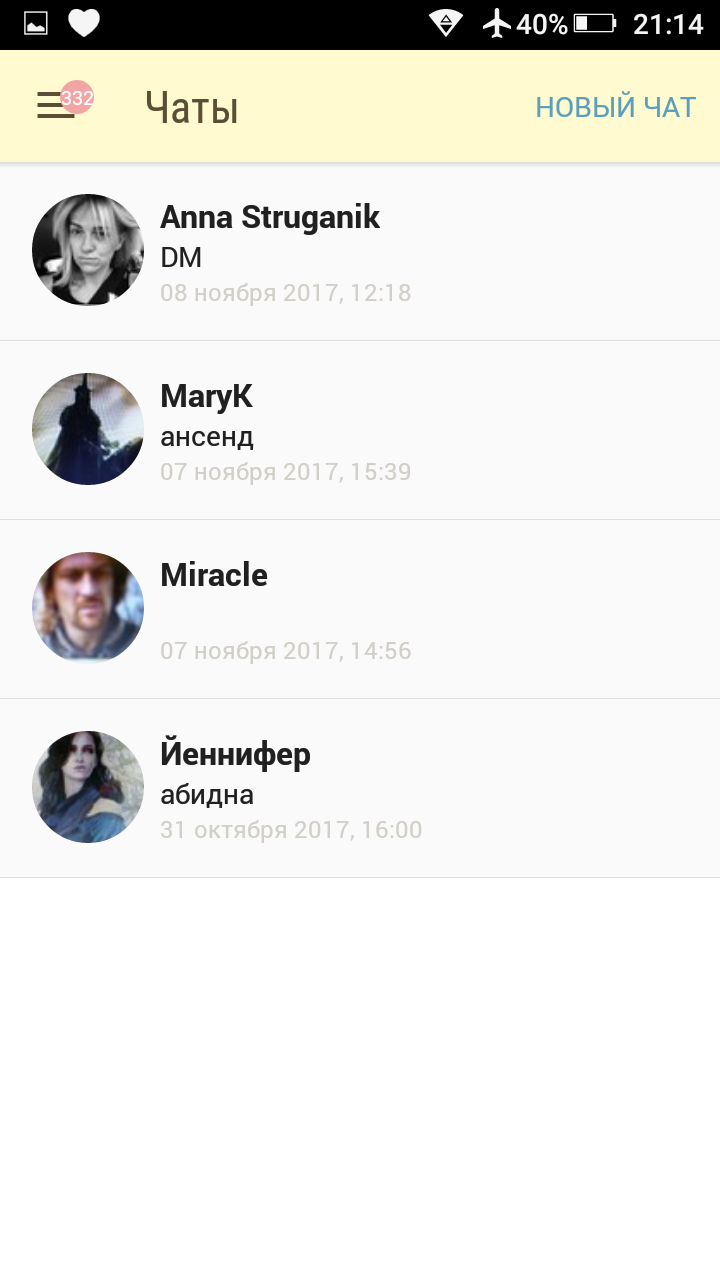 40% 21:14
332 Чаты НОВЫЙ ЧАТ
Anna Struganik
DM
08 ноября 2017, 12:18
MaryK
ансенд
07 ноября 2017, 15:39
Miracle
07 ноября 2017, 14:56
Йеннифер
абидна
31 октября 2017, 16:00